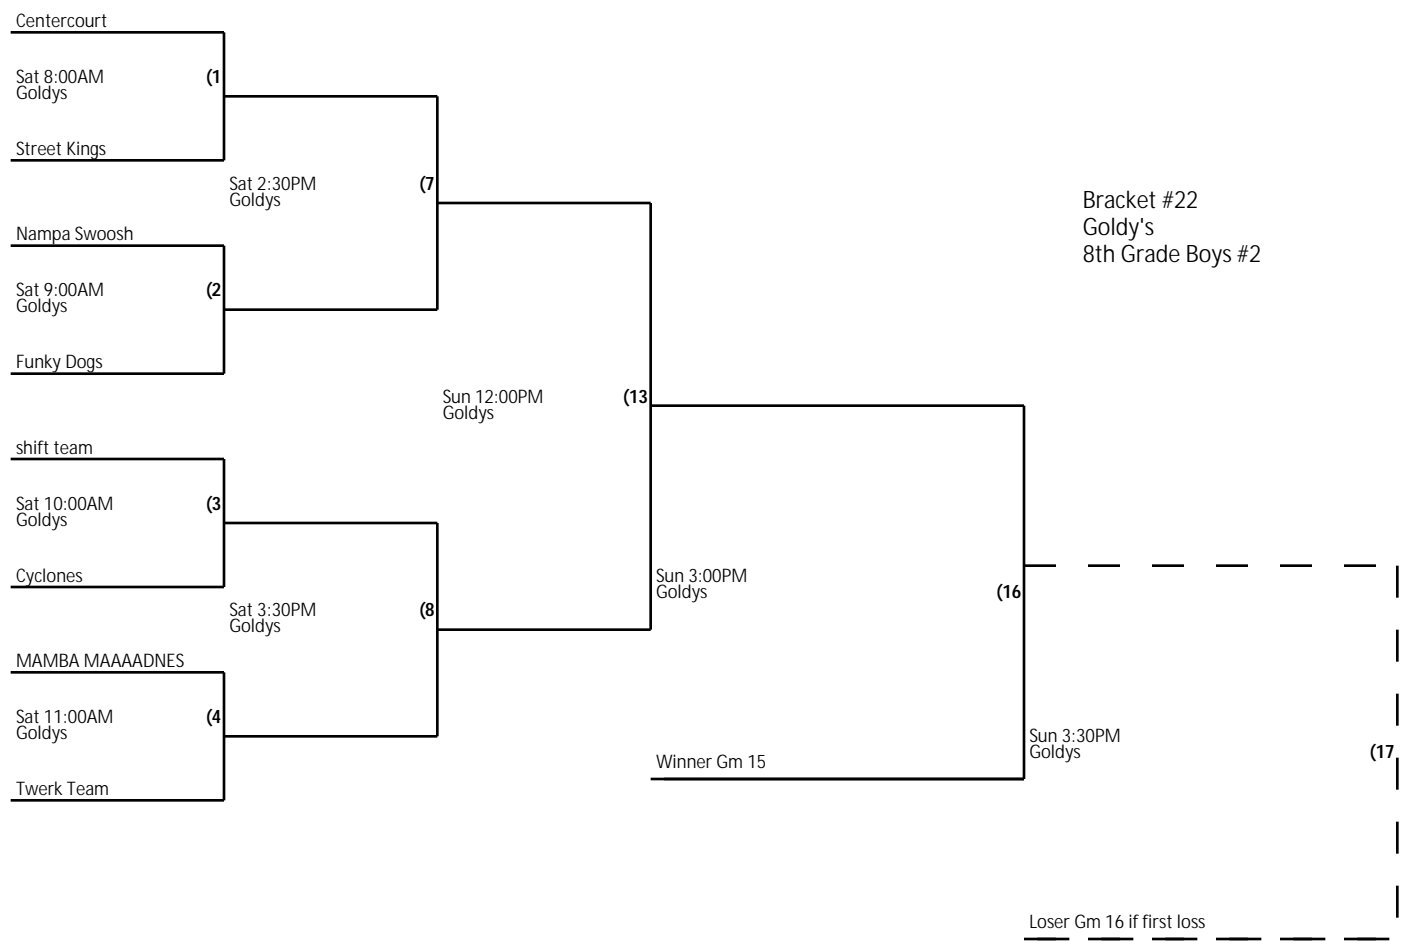 Centercourt
Sat 8:00AM (1
Goldys
Street Kings
Sat 2:30PM (7
Goldys
Nampa Swoosh
Sat 9:00AM (2
Goldys
Funky Dogs
Sun 12:00PM (13
Goldys
shift team
Sat 10:00AM (3
Goldys
Cyclones
Sat 3:30PM (8
Goldys
MAMBA MAAAADNES
Sat 11:00AM (4
Goldys
Twerk Team
Sun 3:00PM (16
Goldys
Winner Gm 15
Sun 3:30PM (17
Goldys
Loser Gm 16 if first loss
Bracket #22
Goldy's
8th Grade Boys #2